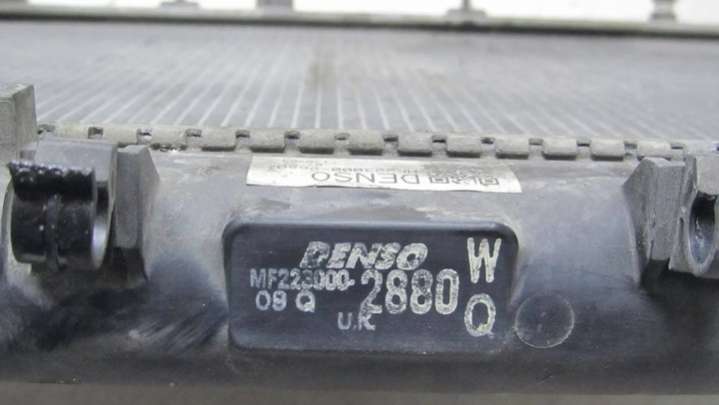 DENSO
DENSO
W
MF223000-2880
08 Q
Q
U.K